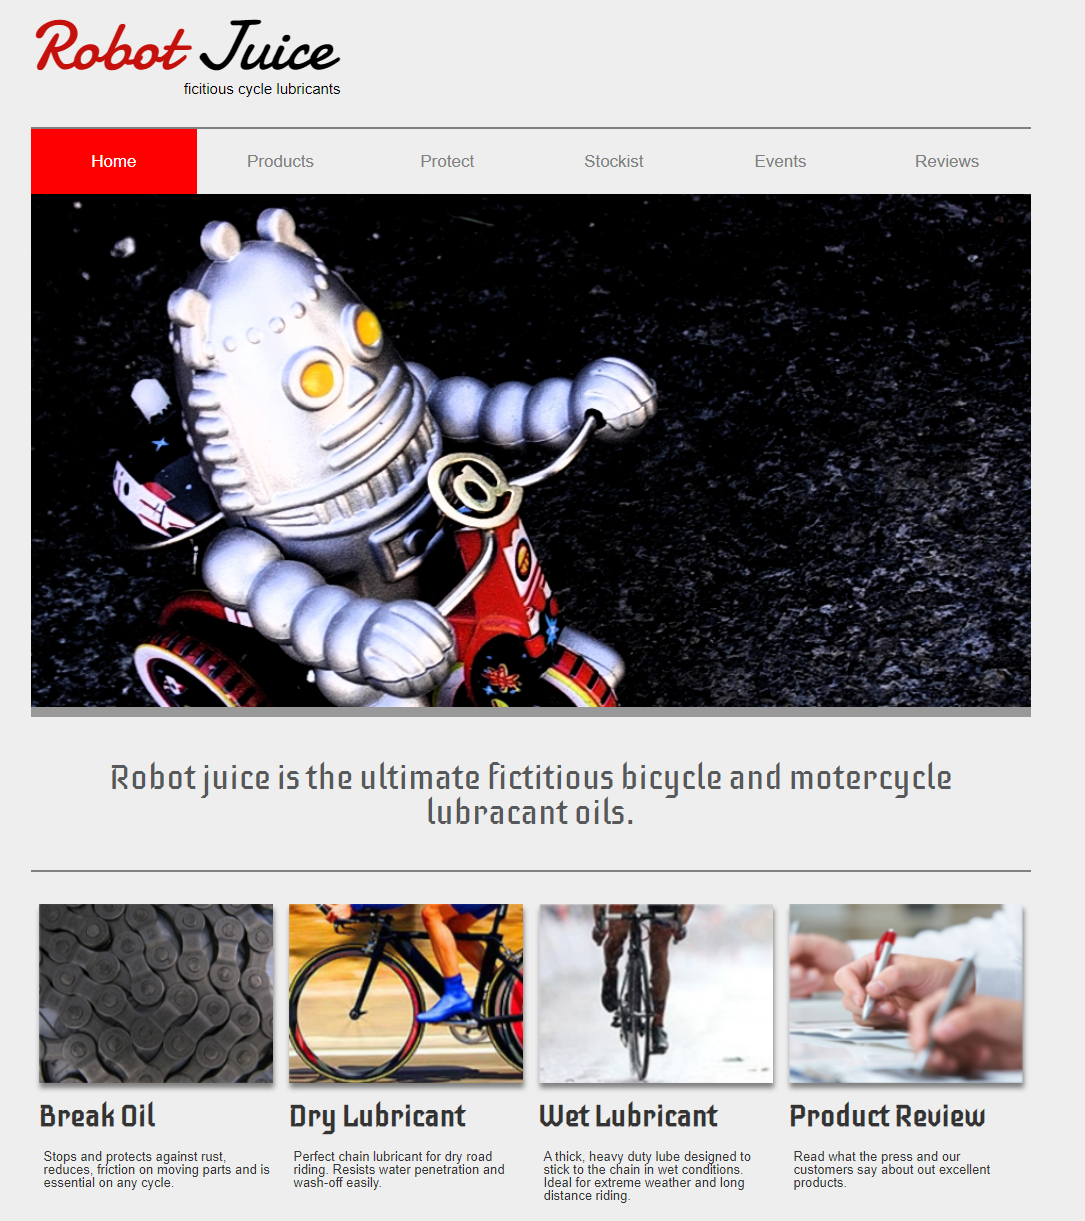 Robot Juice
ficitious cycle lubricants
Home Products Protect Stockist Events Reviews
@
Robot juice is the ultimate fictitious bicycle and motercycle
lubracant oils.
Break Oil
Stops and protects against rust,
reduces, friction on moving parts and is
essential on any cycle.
Dry Lubricant
Perfect chain lubricant for dry road
riding. Resists water penetration and
wash-off easily.
Wet Lubricant
A thick, heavy duty lube designed to
stick to the chain in wet conditions.
Ideal for extreme weather and long
distance riding.
Product Review
Read what the press and our
customers say about out excellent
products.